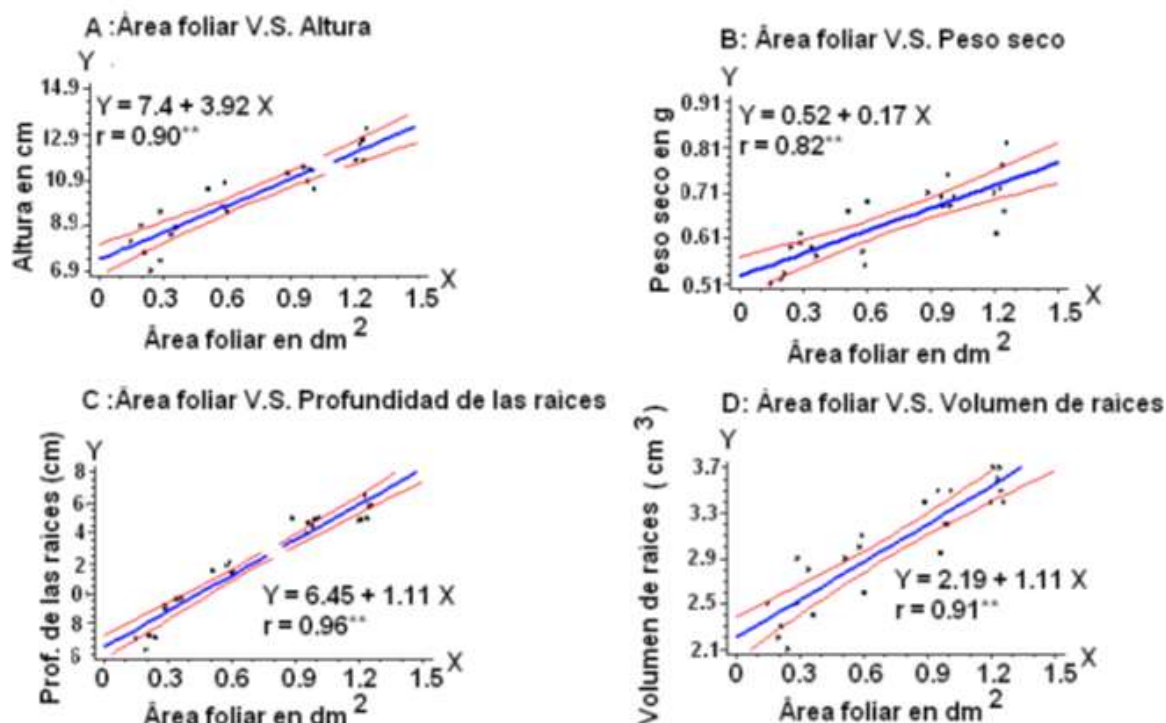 A :Área foliar V.S. Altura
Y
14.9
12.9
10.9
8.9
6.9
Altura en cm
Y = 7.4 + 3.92 X
r = 0.90**
0 0.3 0.6 0.9 1.2 1.5 X
Área foliar en dm 2
B: Área foliar V.S. Peso seco
Y
0.91
0.81
0.71
0.61
0.51
Peso seco en g
Y = 0.52 + 0.17 X
r = 0.82**
0 0.3 0.6 0.9 1.2 1.5 X
Área foliar en dm 2
C :Área foliar V.S. Profundidad de las raices
Y
8
6
4
2
0
8
6
Prof. de las raices (cm)
Y = 6.45 + 1.11 X
r = 0.96**
0 0.3 0.6 0.9 1.2 1.5 X
Área foliar en dm 2
D: Área foliar V.S. Volumen de raices
Y
3.7
3.3
2.9
2.5
2.1
Volumen de raices ( cm 3 )
Y = 2.19 + 1.11 X
r = 0.91**
0 0.3 0.6 0.9 1.2 1.5 X
Área foliar en dm 2